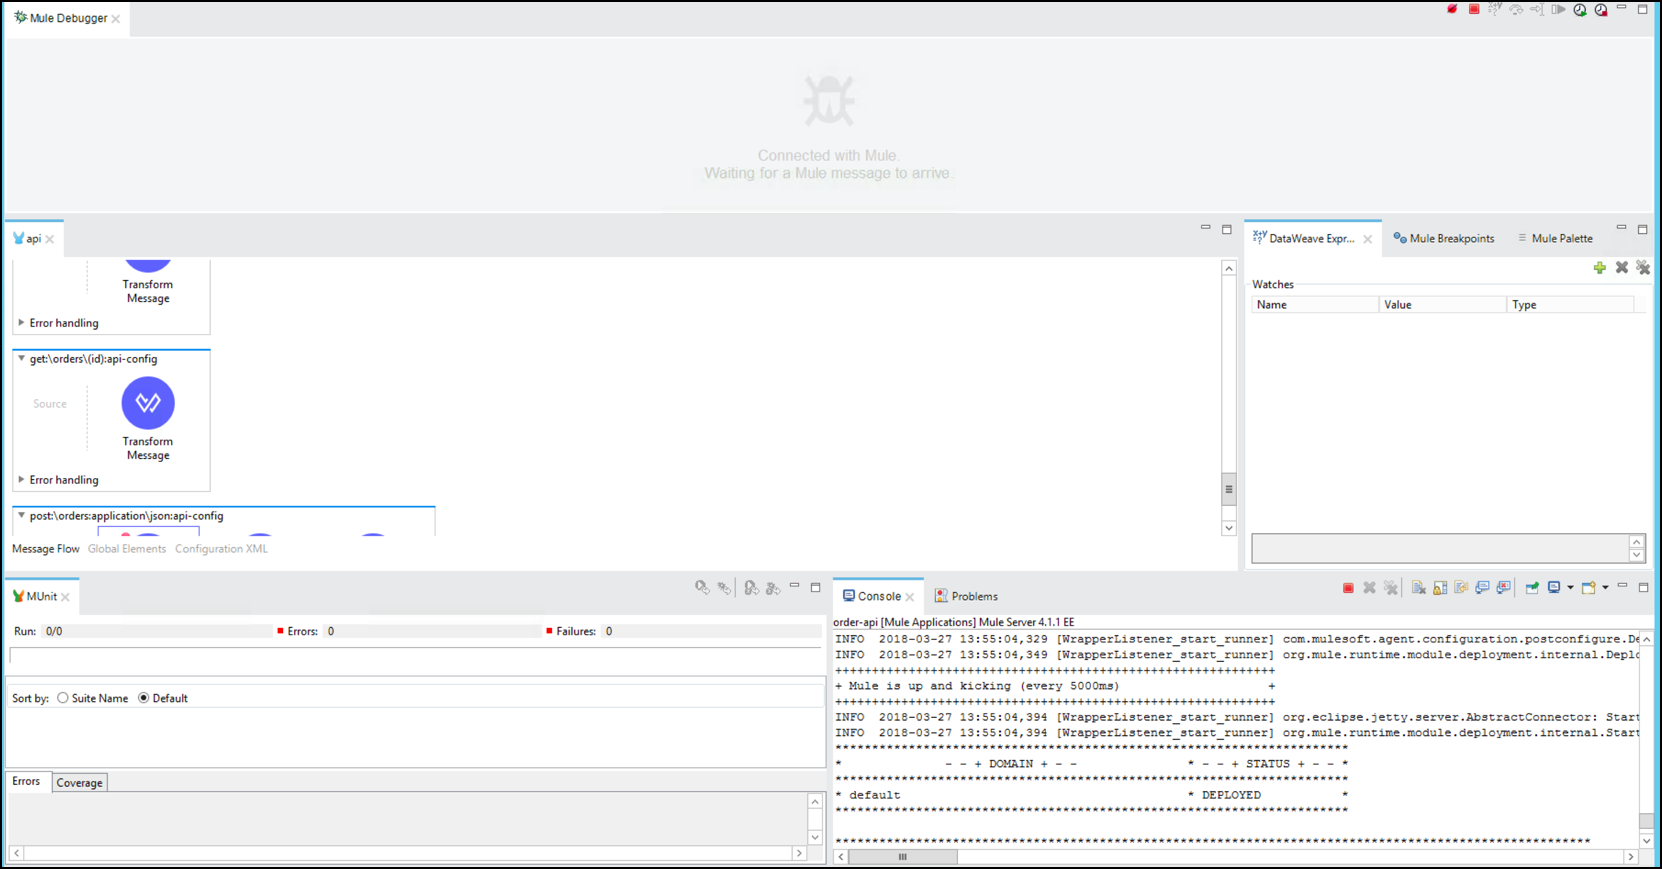 Mule Debugger
Connected with Mule.
Waiting for a Mule message to arrive.
api
Transform
Message
Error handling
get:\orders\(id):api-config
Source
Transform
Message
Error handling
post:\orders:application\json:api-config
Message Flow Global Elements Configuration XML
DataWeave Expr... Mule Breakpoints Mule Palette
Watches
Name Value Type
MUnit
Run: 0/0 Errors: 0 Failures: 0
Sort by: Suite Name Default
Errors Coverage
Console Problems
order-api [Mule Applications] Mule Server 4.1.1 EE
INFO 2018-03-27 13:55:04,329 [WrapperListener_start_runner] com.mulesoft.agent.configuration.postconfigure.De
INFO 2018-03-27 13:55:04,349 [WrapperListener_start_runner] org.mule.runtime.module.deployment.internal.Deplo
++++++++++++++++++++++++++++++++++++++++++++++++++++++++++++
+ Mule is up and kicking (every 5000ms) +
++++++++++++++++++++++++++++++++++++++++++++++++++++++++++++
INFO 2018-03-27 13:55:04,394 [WrapperListener_start_runner] org.eclipse.jetty.server.AbstractConnector: Start
INFO 2018-03-27 13:55:04,394 [WrapperListener_start_runner] org.mule.runtime.module.deployment.internal.Start
**********************************************************************
* - - + DOMAIN + - - * - - + STATUS + - - *
**********************************************************************
* default * DEPLOYED *
**********************************************************************
*******************************************************************************************************